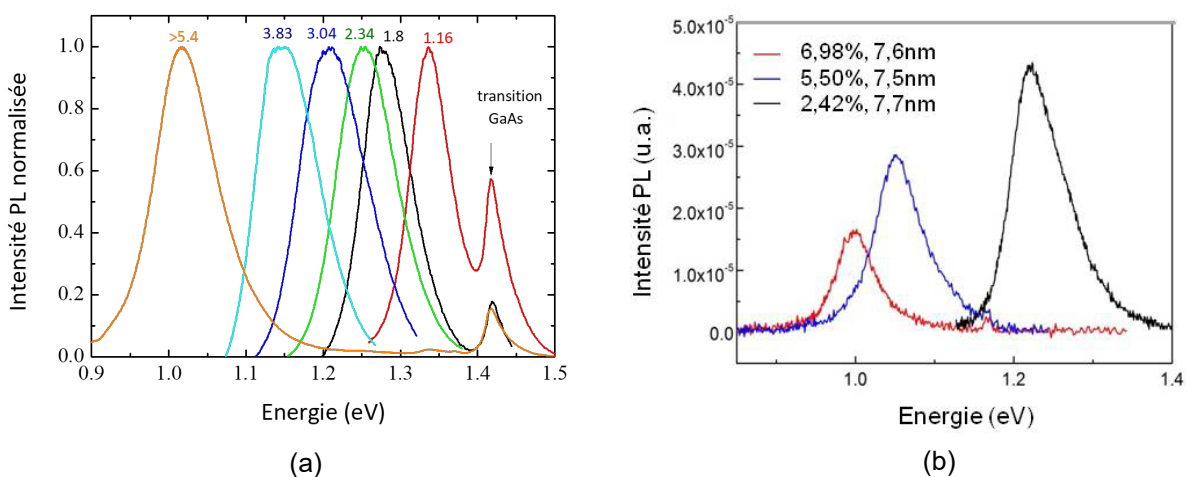 >5.4 3.83 3.04 2.34 1.8 1.16
transition
GaAs
1.0
0.8
0.6
0.4
0.2
0.0
Intensité PL normalisée
0.9 1.0 1.1 1.2 1.3 1.4 1.5
Energie (eV)
(a)
5.0x10⁻⁵
4.0x10⁻⁵
3.0x10⁻⁵
2.0x10⁻⁵
1.0x10⁻⁵
0.0
Intensité PL (u.a.)
6,98%, 7,6nm
5,50%, 7,5nm
2,42%, 7,7nm
1.0 1.2 1.4
Energie (eV)
(b)